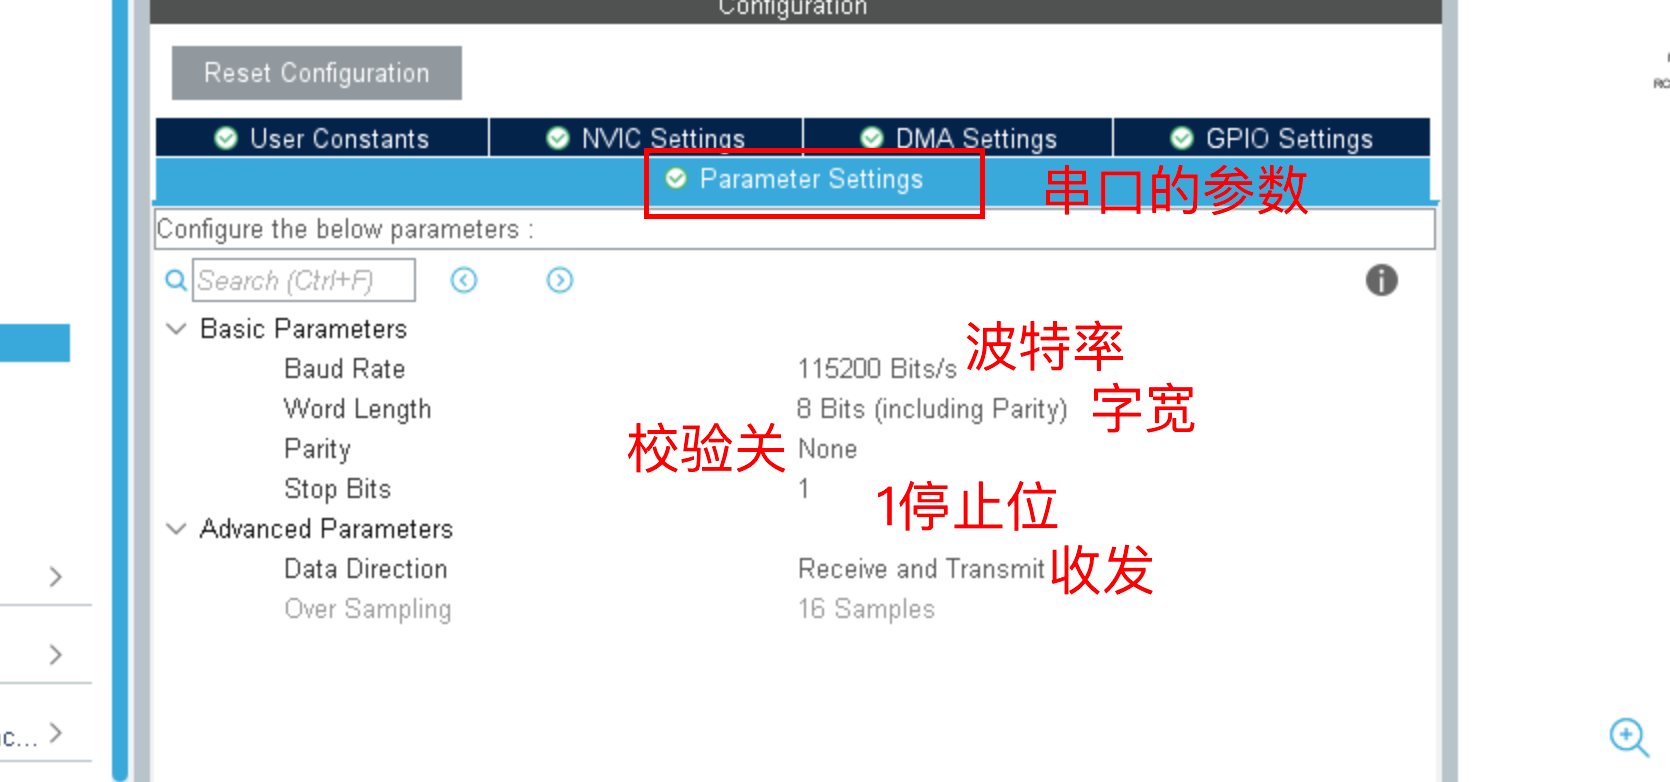 Configuration
Reset Configuration
User Constants NVIC Settings DMA Settings GPIO Settings
Parameter Settings 串口的参数
Configure the below parameters :
Search (Ctrl+F)
Basic Parameters
Baud Rate 115200 Bits/s 波特率
Word Length 8 Bits (including Parity) 字宽
Parity 校验关 None
Stop Bits 1 1停止位
Advanced Parameters
Data Direction Receive and Transmit 收发
Over Sampling 16 Samples